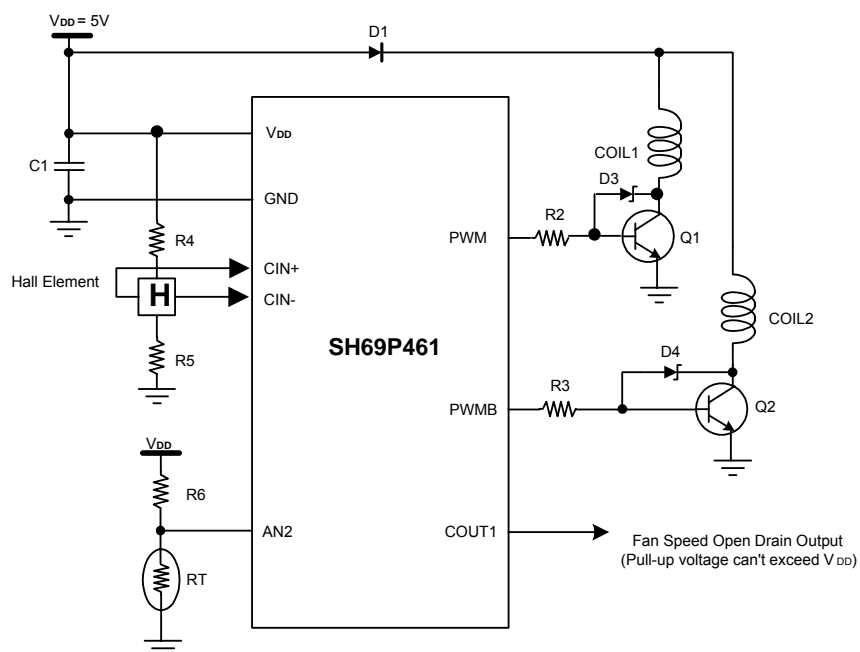 VDD = 5V
D1
VDD
C1
GND
COIL1
D3
R2
Q1
PWM
R4
CIN+
Hall Element
H
CIN-
COIL2
SH69P461
R5
D4
R3
Q2
PWMB
VDD
R6
AN2
COUT1
Fan Speed Open Drain Output
(Pull-up voltage can't exceed VDD)
RT